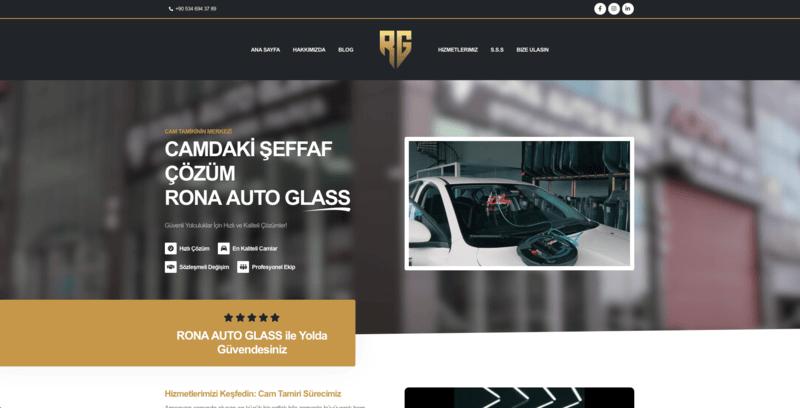 +90 534 694 37 89
ANA SAYFA HAKKIMIZDA BLOG RG HIZMETLERIMIZ S.S.S BIZE ULASIN
CAM TAMİRİNİN MERKEZİ
CAMDAKİ ŞEFFAF
ÇÖZÜM
RONA AUTO GLASS
Güvenli Yolculuklar İçin Hızlı ve Kaliteli Çözümler!
Hızlı Çözüm En Kaliteli Camlar
Sözleşmeli Değişim Profesyonel Ekip
RONA AUTO GLASS ile Yolda
Güvendesiniz
Hizmetlerimizi Keşfedin: Cam Tamiri Sürecimiz